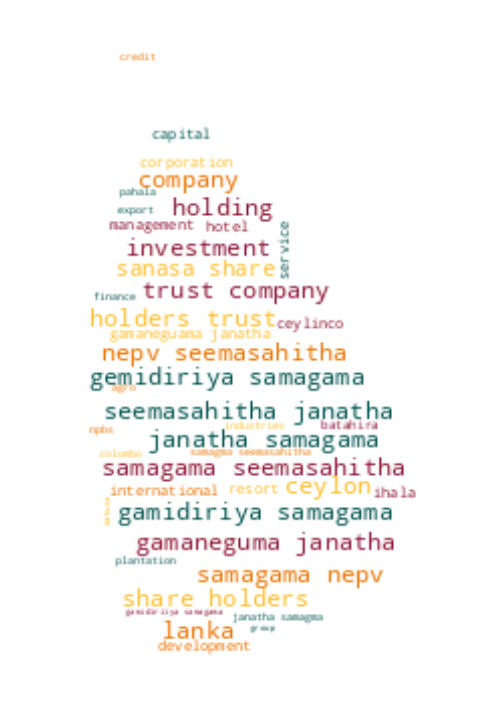 credit
capital
corporation
company
pahala
export holding
management hotel
service
investment
sanasa share
finance trust company
holders trust ceylinco
gamaneguama janatha
nepv seemasahitha
gemidiriya samagama
agro
seemasahitha janatha
npbs industries batahira
janatha samagama
colombo samagma seemasahitha
samagama seemasahitha
international resort ceylon ihala
gamidiriya samagama
gamaneguma janatha
plantation
samagama nepv
share holders
gamidiriiya samagama
janatha samagma
lanka group
development